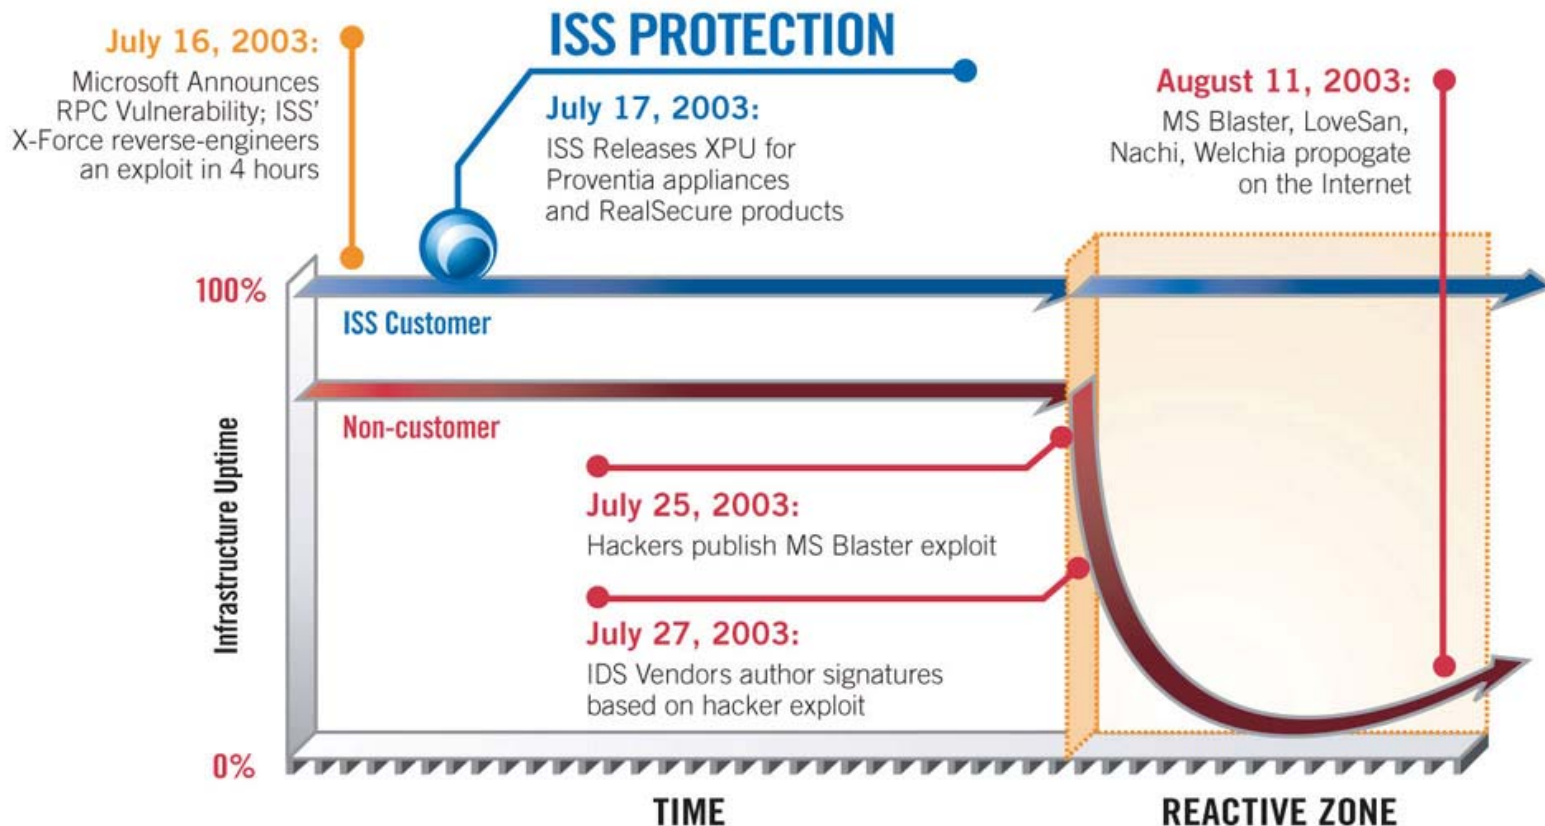 ISS PROTECTION
July 16, 2003:
Microsoft Announces
RPC Vulnerability; ISS’
X-Force reverse-engineers
an exploit in 4 hours
July 17, 2003:
ISS Releases XPU for
Proventia appliances
and RealSecure products
August 11, 2003:
MS Blaster, LoveSan,
Nachi, Welchia propogate
on the Internet
100%
ISS Customer
Non-customer
Infrastructure Uptime
July 25, 2003:
Hackers publish MS Blaster exploit
July 27, 2003:
IDS Vendors author signatures
based on hacker exploit
0%
TIME
REACTIVE ZONE